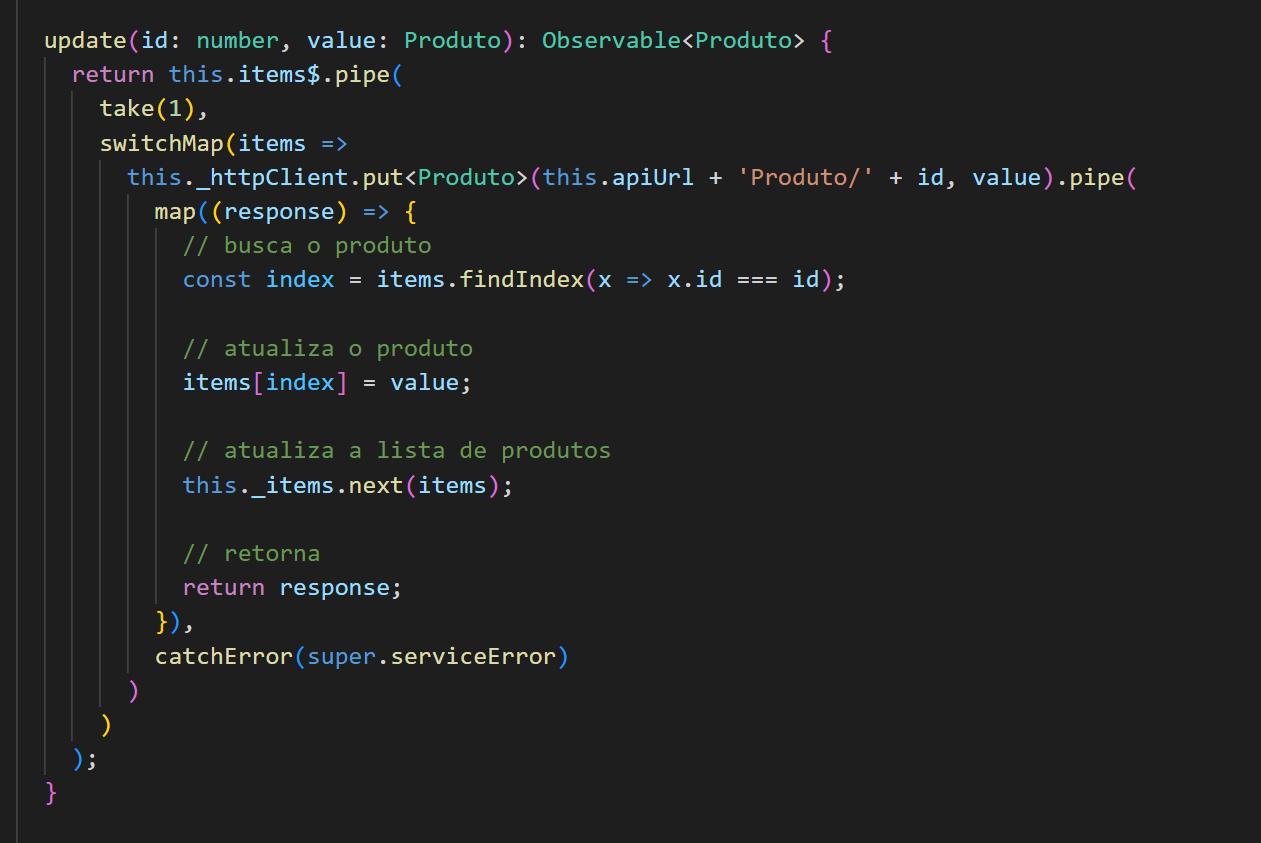 update(id: number, value: Produto): Observable<Produto> {
return this.items$.pipe(
take(1),
switchMap(items =>
this._httpClient.put<Produto>(this.apiUrl + 'Produto/' + id, value).pipe(
map((response) => {
// busca o produto
const index = items.findIndex(x => x.id === id);
// atualiza o produto
items[index] = value;
// atualiza a lista de produtos
this._items.next(items);
// retorna
return response;
}),
catchError(super.serviceError)
)
)
);
}